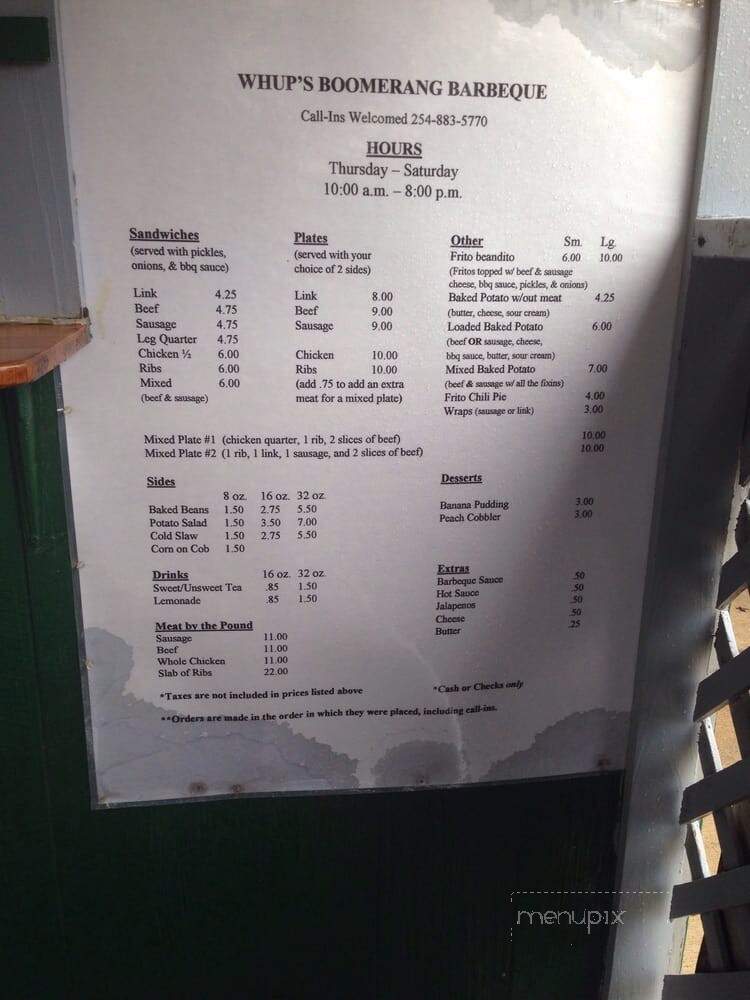 WHUP'S BOOMERANG BARBEQUE
Call-Ins Welcomed 254-883-5770
HOURS
Thursday – Saturday
10:00 a.m. – 8:00 p.m.
Sandwiches
(served with pickles,
onions, & bbq sauce)
Link 4.25
Beef 4.75
Sausage 4.75
Leg Quarter 4.75
Chicken ½ 6.00
Ribs 6.00
Mixed 6.00
(beef & sausage)
Plates
(served with your
choice of 2 sides)
Link 8.00
Beef 9.00
Sausage 9.00
Chicken 10.00
Ribs 10.00
(add .75 to add an extra
meat for a mixed plate)
Other Sm. Lg.
Frito beandito 6.00 10.00
(Fritos topped w/ beef & sausage
cheese, bbq sauce, pickles, & onions)
Baked Potato w/out meat 4.25
(butter, cheese, sour cream)
Loaded Baked Potato 6.00
(beef OR sausage, cheese,
bbq sauce, butter, sour cream)
Mixed Baked Potato 7.00
(beef & sausage w/ all the fixins)
Frito Chili Pie 4.00
Wraps (sausage or link) 3.00
Mixed Plate #1 (chicken quarter, 1 rib, 2 slices of beef) 10.00
Mixed Plate #2 (1 rib, 1 link, 1 sausage, and 2 slices of beef) 10.00
Sides
8 oz. 16 oz. 32 oz.
Baked Beans 1.50 2.75 5.50
Potato Salad 1.50 3.50 7.00
Cold Slaw 1.50 2.75 5.50
Corn on Cob 1.50
Desserts
Banana Pudding 3.00
Peach Cobbler 3.00
Drinks 16 oz. 32 oz.
Sweet/Unsweet Tea .85 1.50
Lemonade .85 1.50
Extras
Barbeque Sauce .50
Hot Sauce .50
Jalapenos .50
Cheese .50
Butter .25
Meat by the Pound
Sausage 11.00
Beef 11.00
Whole Chicken 11.00
Slab of Ribs 22.00
*Taxes are not included in prices listed above
*Cash or Checks only
**Orders are made in the order in which they were placed, including call-ins.
menupix